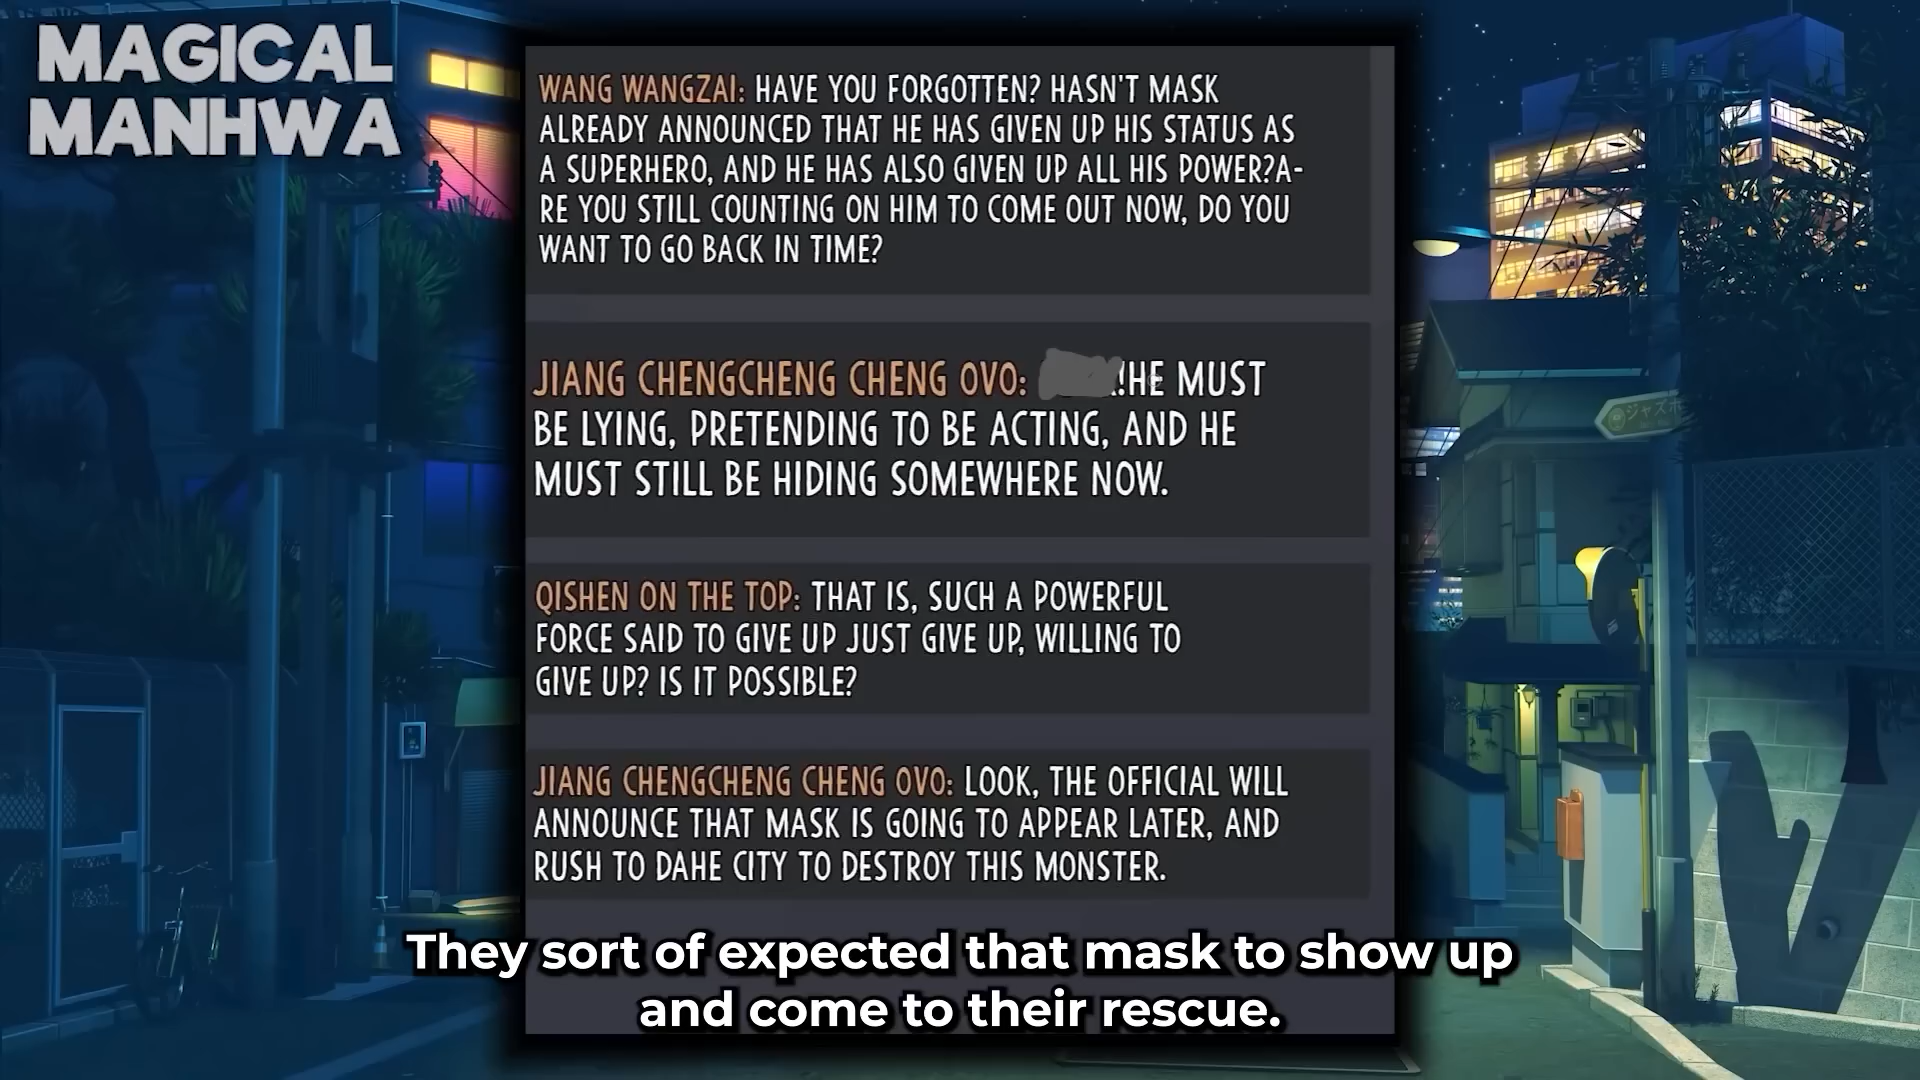 MAGICAL
MANHWA
WANG WANGZAI: HAVE YOU FORGOTTEN? HASN'T MASK
ALREADY ANNOUNCED THAT HE HAS GIVEN UP HIS STATUS AS
A SUPERHERO, AND HE HAS ALSO GIVEN UP ALL HIS POWER?A-
RE YOU STILL COUNTING ON HIM TO COME OUT NOW, DO YOU
WANT TO GO BACK IN TIME?
JIANG CHENGCHENG CHENG OVO: !HE MUST
BE LYING, PRETENDING TO BE ACTING, AND HE
MUST STILL BE HIDING SOMEWHERE NOW.
QISHEN ON THE TOP: THAT IS, SUCH A POWERFUL
FORCE SAID TO GIVE UP JUST GIVE UP, WILLING TO
GIVE UP? IS IT POSSIBLE?
JIANG CHENGCHENG CHENG OVO: LOOK, THE OFFICIAL WILL
ANNOUNCE THAT MASK IS GOING TO APPEAR LATER, AND
RUSH TO DAHE CITY TO DESTROY THIS MONSTER.
They sort of expected that mask to show up
and come to their rescue.
ジャズホ